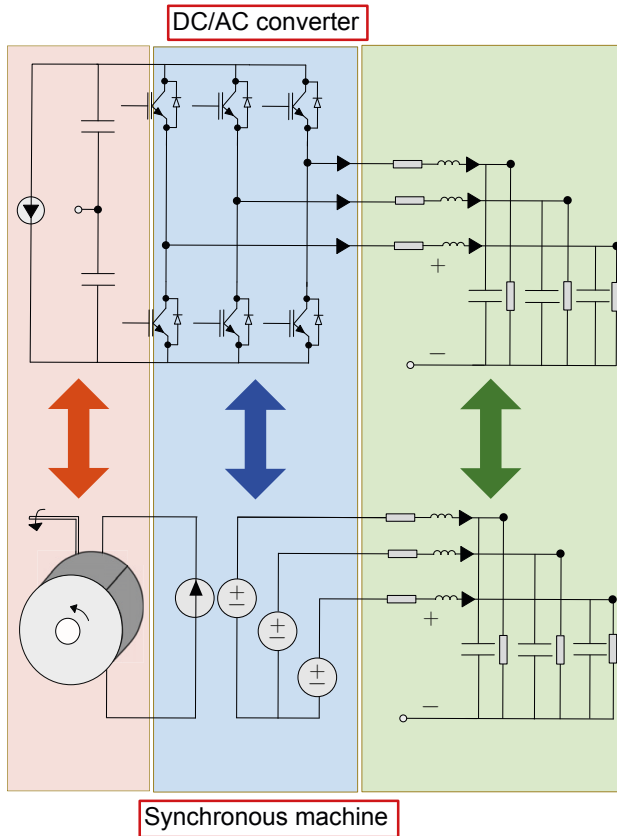 DC/AC converter
+
−
+
−
Synchronous machine